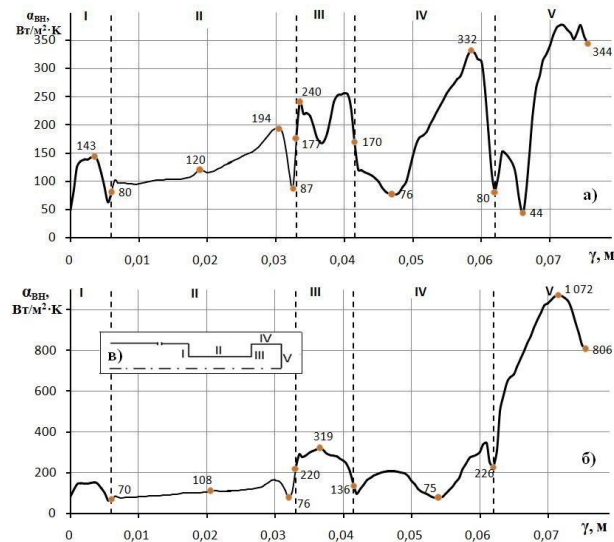 αВН,
Вт/м²·К
I II III IV V
350
300
250
200
150
100
50
0
143
80
120
194
87
177
240
170
76
332
80
44
344
а)
0 0,01 0,02 0,03 0,04 0,05 0,06 0,07
γ, м
αВН,
Вт/м²·К
I II III IV V
800
600
400
200
0
в)
I II III IV V
70
108
76
220
319
136
75
226
1 072
806
б)
0 0,01 0,02 0,03 0,04 0,05 0,06 0,07
γ, м